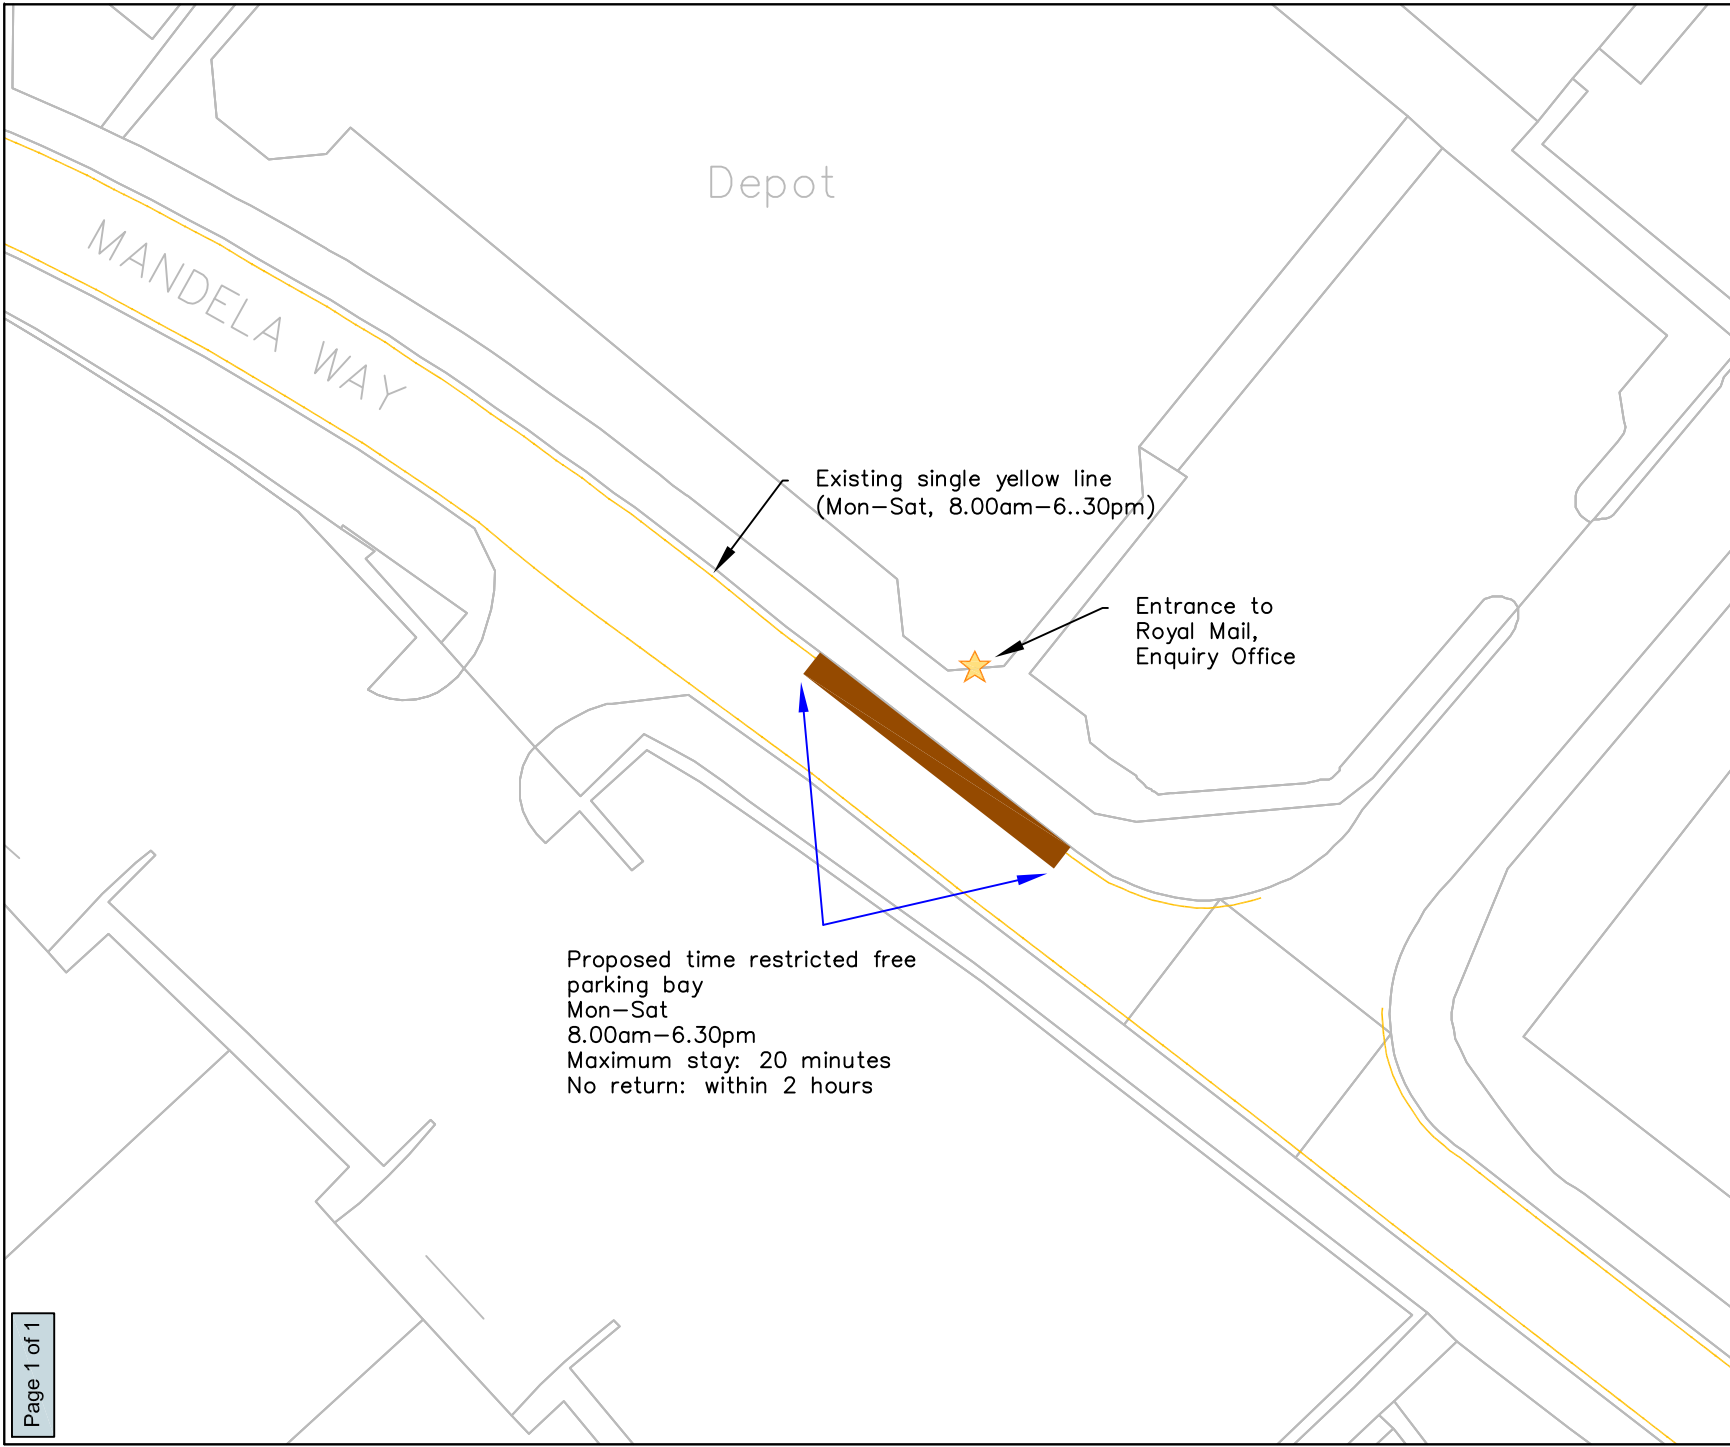 Depot
MANDELA WAY
Existing single yellow line
(Mon-Sat, 8.00am-6..30pm)
Entrance to
Royal Mail,
Enquiry Office
Proposed time restricted free
parking bay
Mon-Sat
8.00am-6.30pm
Maximum stay: 20 minutes
No return: within 2 hours
Page 1 of 1